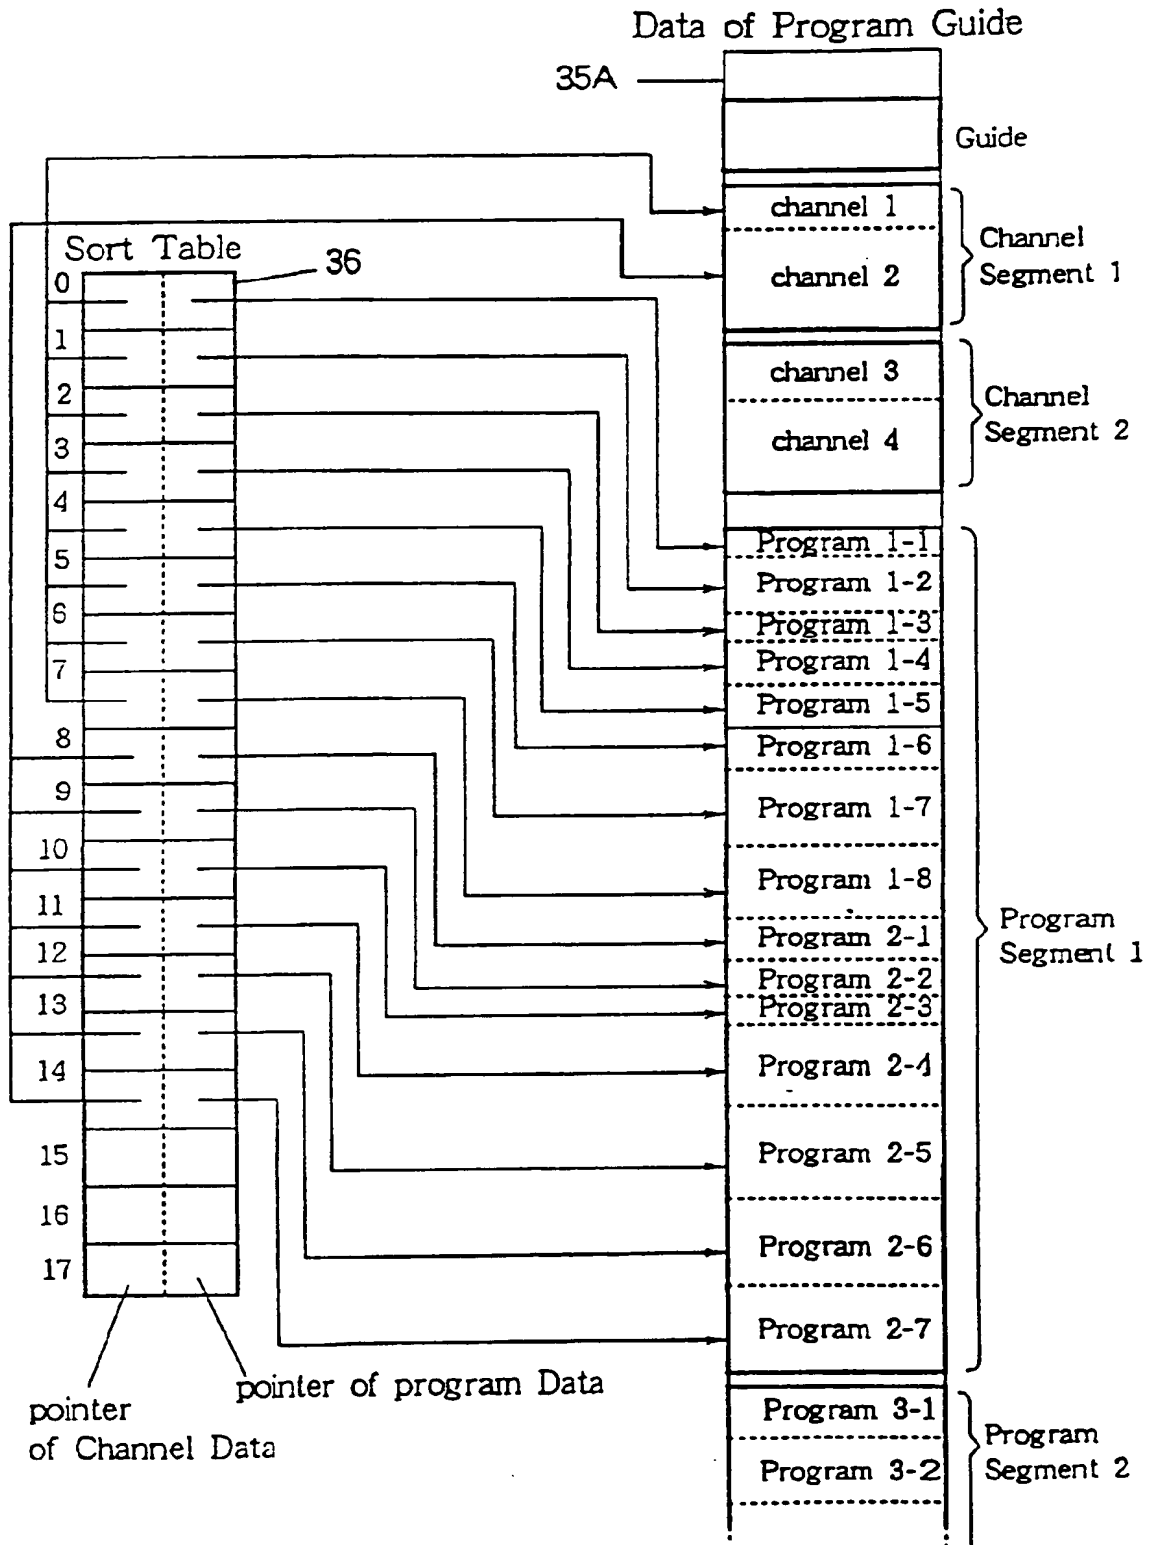 Data of Program Guide
35A
Guide
channel 1
channel 2
Channel
Segment 1
channel 3
channel 4
Channel
Segment 2
Sort Table
36
0
1
2
3
4
5
6
7
8
9
10
11
12
13
14
15
16
17
pointer
of Channel Data
pointer of program Data
Program 1-1
Program 1-2
Program 1-3
Program 1-4
Program 1-5
Program 1-6
Program 1-7
Program 1-8
Program 2-1
Program 2-2
Program 2-3
Program 2-4
Program 2-5
Program 2-6
Program 2-7
Program
Segment 1
Program 3-1
Program 3-2
Program
Segment 2